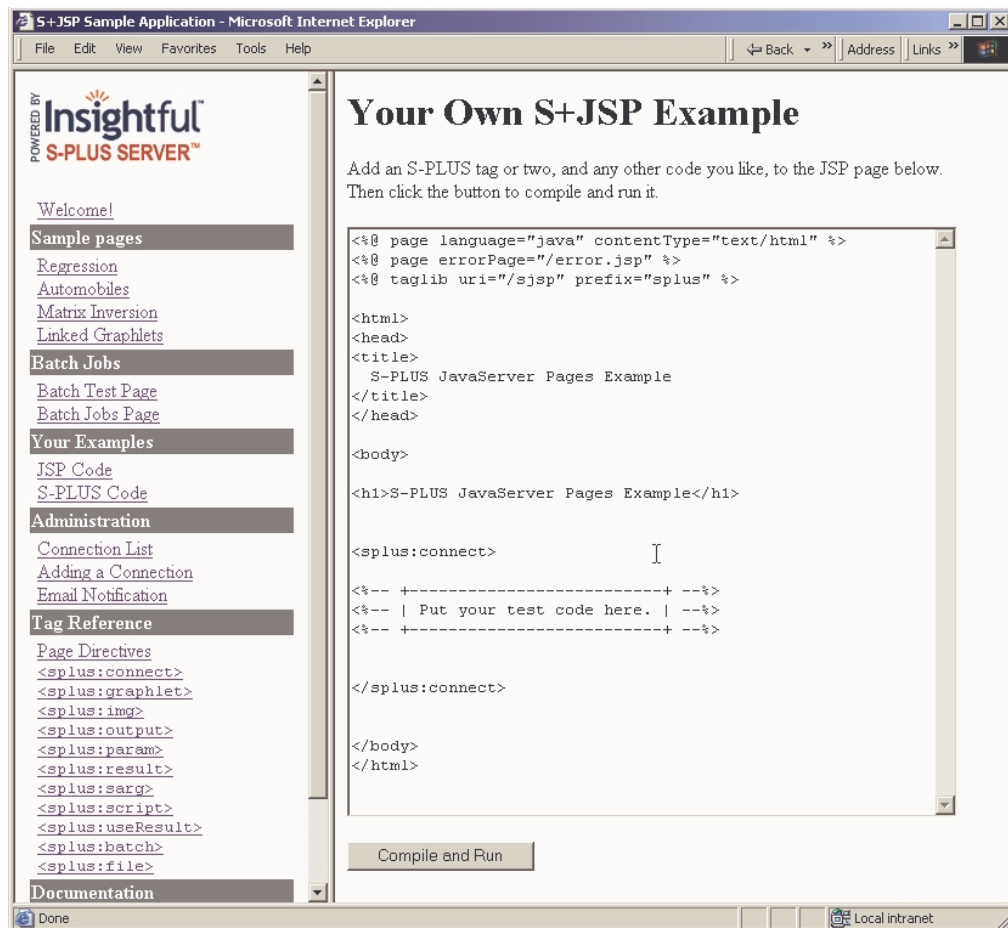 S+JSP Sample Application - Microsoft Internet Explorer
File Edit View Favorites Tools Help
Back » Address Links »
POWERED BY
Insightful™
S-PLUS SERVER™
Welcome!
Sample pages
Regression
Automobiles
Matrix Inversion
Linked Graphlets
Batch Jobs
Batch Test Page
Batch Jobs Page
Your Examples
JSP Code
S-PLUS Code
Administration
Connection List
Adding a Connection
Email Notification
Tag Reference
Page Directives
<splus:connect>
<splus:graphlet>
<splus:img>
<splus:output>
<splus:param>
<splus:result>
<splus:sarg>
<splus:script>
<splus:useResult>
<splus:batch>
<splus:file>
Documentation
Your Own S+JSP Example
Add an S-PLUS tag or two, and any other code you like, to the JSP page below.
Then click the button to compile and run it.
<%@ page language="java" contentType="text/html" %>
<%@ page errorPage="/error.jsp" %>
<%@ taglib uri="/sjsp" prefix="splus" %>
<html>
<head>
<title>
S-PLUS JavaServer Pages Example
</title>
</head>
<body>
<h1>S-PLUS JavaServer Pages Example</h1>
<splus:connect>
<%-- +--------------------------+ --%>
<%-- | Put your test code here. | --%>
<%-- +--------------------------+ --%>
</splus:connect>
</body>
</html>
Compile and Run
Done
Local intranet